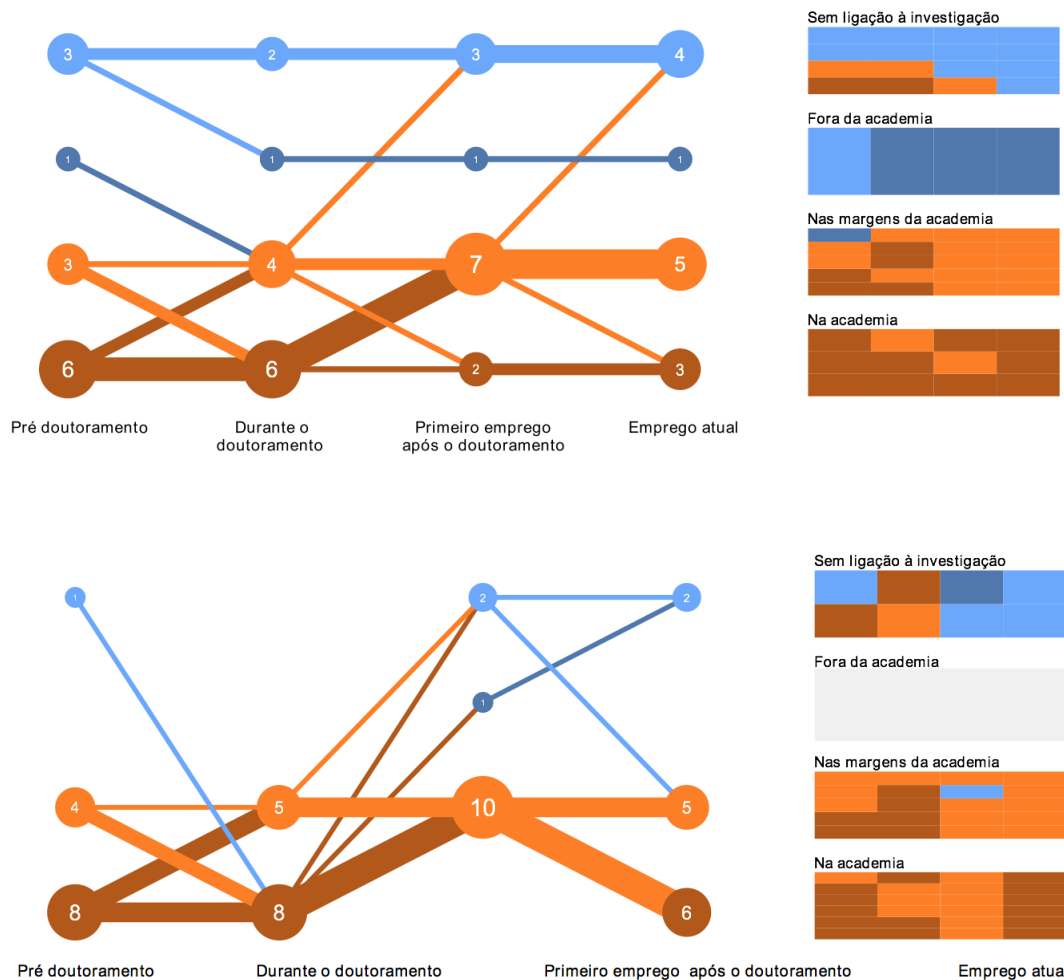 Sem ligação à investigação
3
2
3
4
Fora da academia
1
1
1
1
Nas margens da academia
3
4
7
5
Na academia
6
6
2
3
Pré doutoramento
Durante o
doutoramento
Primeiro emprego
após o doutoramento
Emprego atual
Sem ligação à investigação
1
2
2
Fora da academia
1
Nas margens da academia
4
5
10
5
Na academia
8
8
6
Pré doutoramento
Durante o doutoramento
Primeiro emprego após o doutoramento
Emprego atua